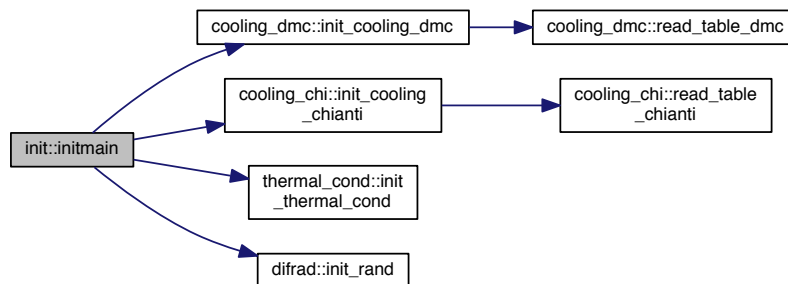 cooling_dmc::init_cooling_dmc
cooling_dmc::read_table_dmc
cooling_chi::init_cooling
_chianti
cooling_chi::read_table
_chianti
init::initmain
thermal_cond::init
_thermal_cond
difrad::init_rand